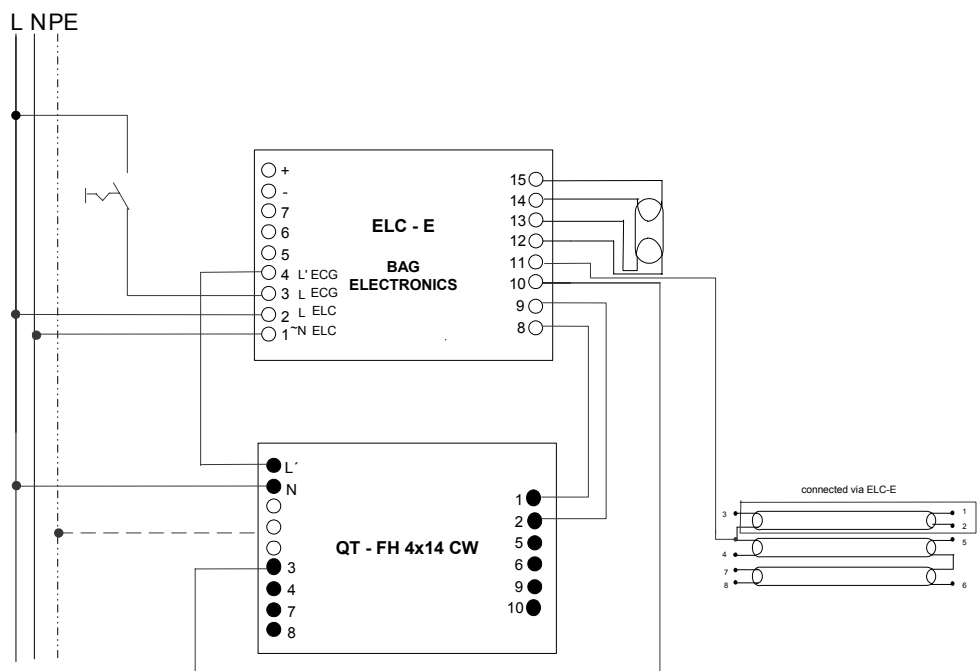 L N PE
+
-
7
6
5
4 L' ECG
3 L ECG
2 L ELC
1 ~N ELC
ELC - E
BAG
ELECTRONICS
15
14
13
12
11
10
9
8
L´
N
3
4
7
8
QT - FH 4x14 CW
1
2
5
6
9
10
connected via ELC-E
3
1
2
5
4
7
8
6